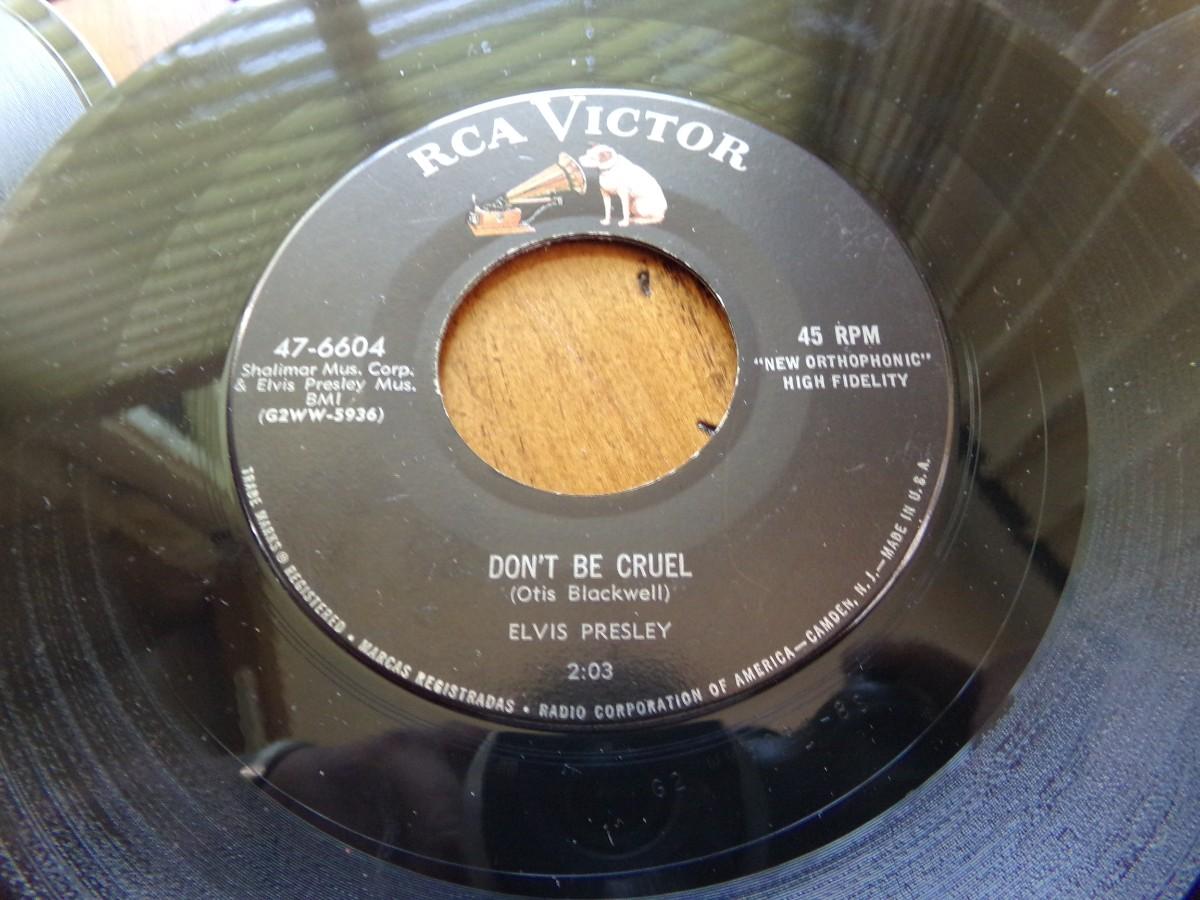 RCA VICTOR
47-6604
Shalimar Mus. Corp.
& Elvis Presley Mus.
BMI
(G2WW-5936)
45 RPM
"NEW ORTHOPHONIC"
HIGH FIDELITY
DON'T BE CRUEL
(Otis Blackwell)
ELVIS PRESLEY
2:03
TRADE MARKS ® REGISTERED • MARCAS REGISTRADAS • RADIO CORPORATION OF AMERICA—CAMDEN, N. J.—MADE IN U.S.A.
G2